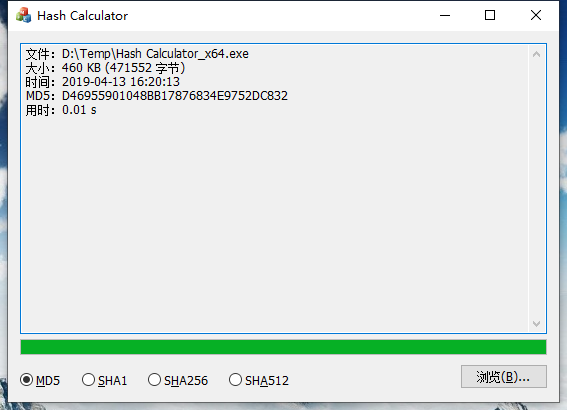 Hash Calculator
文件：D:\Temp\Hash Calculator_x64.exe
大小：460 KB (471552 字节)
时间：2019-04-13 16:20:13
MD5：D46955901048BB17876834E9752DC832
用时：0.01 s
MD5 SHA1 SHA256 SHA512 浏览(B)...